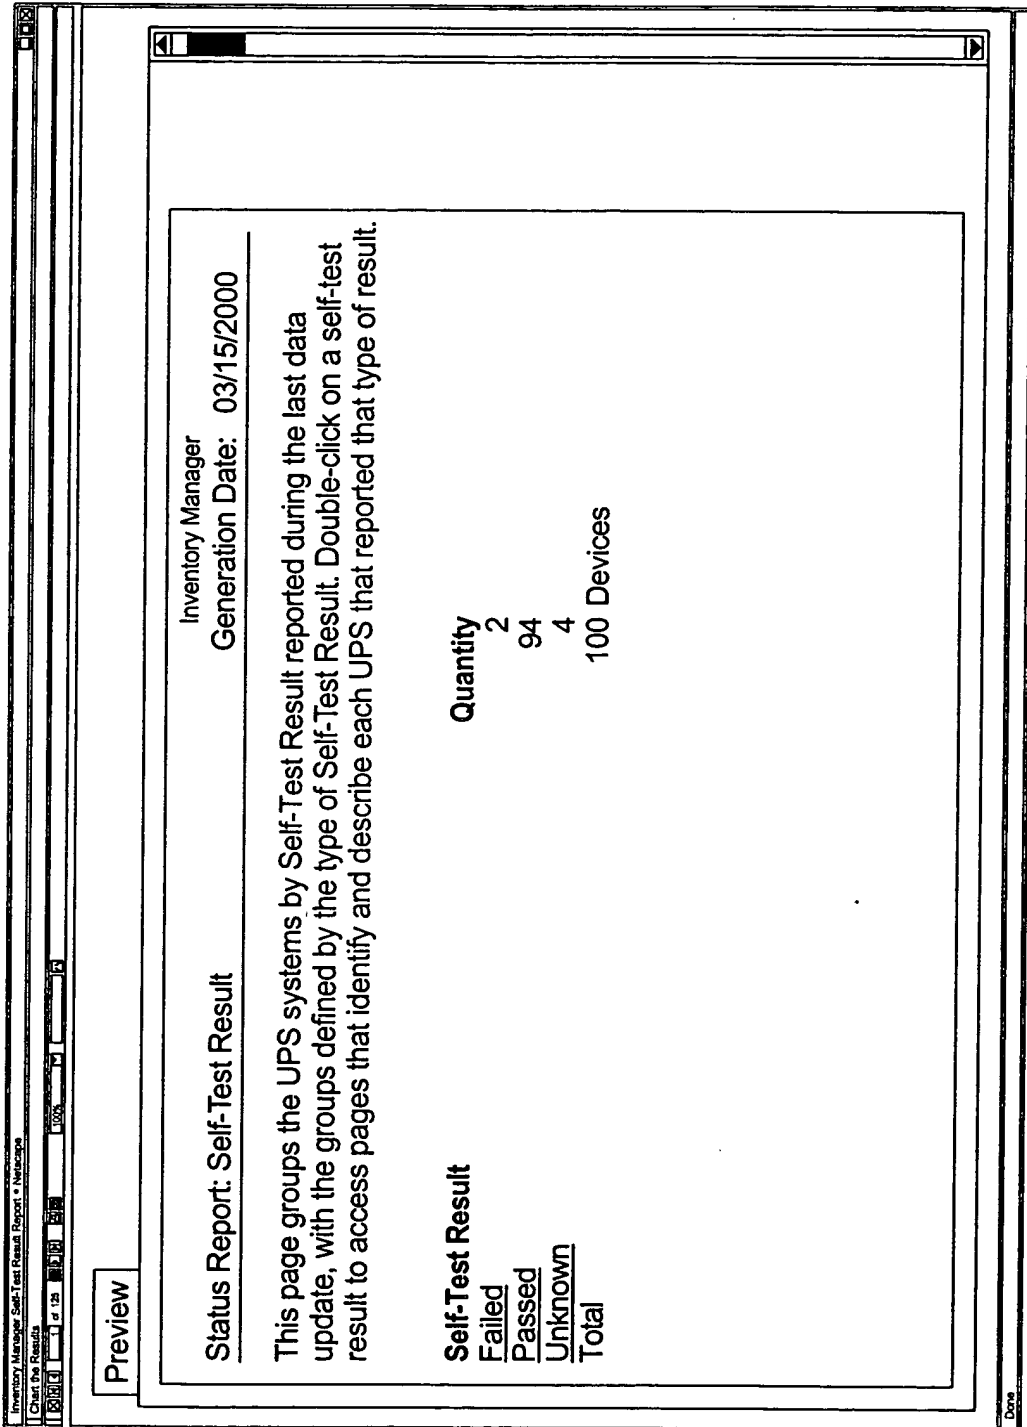 Inventory Manager Self-Test Result Report • Netscape
Chart the Results
1 of 125 100%
Preview
Inventory Manager
Status Report: Self-Test Result Generation Date: 03/15/2000
This page groups the UPS systems by Self-Test Result reported during the last data
update, with the groups defined by the type of Self-Test Result. Double-click on a self-test
result to access pages that identify and describe each UPS that reported that type of result.
Self-Test Result Quantity
Failed 2
Passed 94
Unknown 4
Total 100 Devices
Done